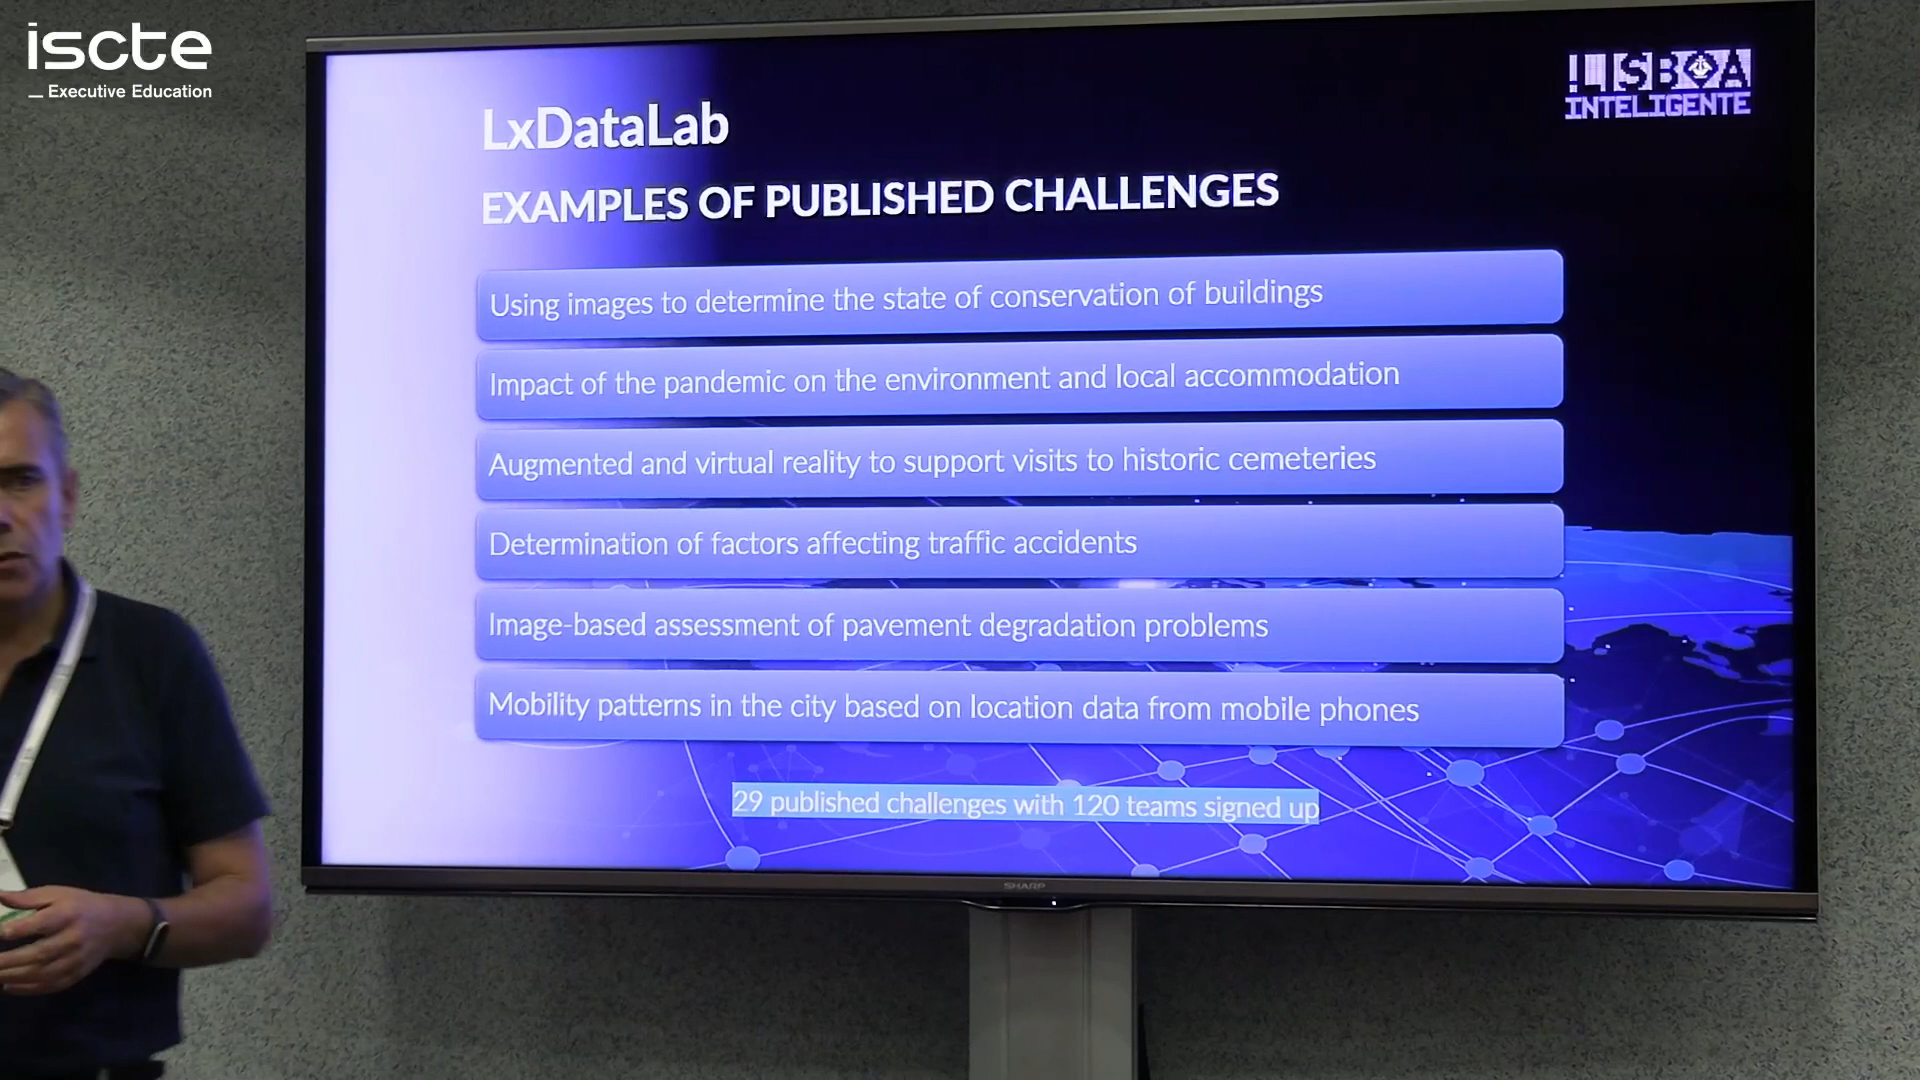 iscte
Executive Education
LISBOA
INTELIGENTE
LxDataLab
EXAMPLES OF PUBLISHED CHALLENGES
Using images to determine the state of conservation of buildings
Impact of the pandemic on the environment and local accommodation
Augmented and virtual reality to support visits to historic cemeteries
Determination of factors affecting traffic accidents
Image-based assessment of pavement degradation problems
Mobility patterns in the city based on location data from mobile phones
29 published challenges with 120 teams signed up
SHARP